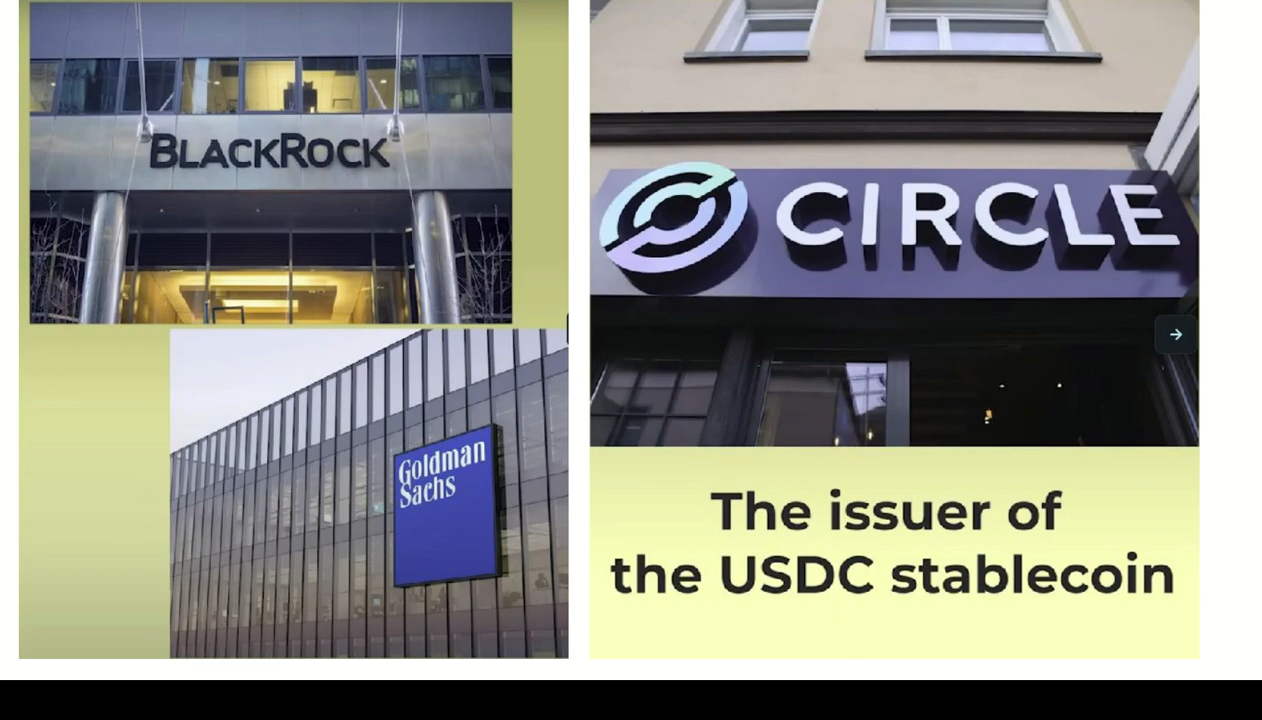 BLACKROCK
Goldman
Sachs
CIRCLE
The issuer of
the USDC stablecoin